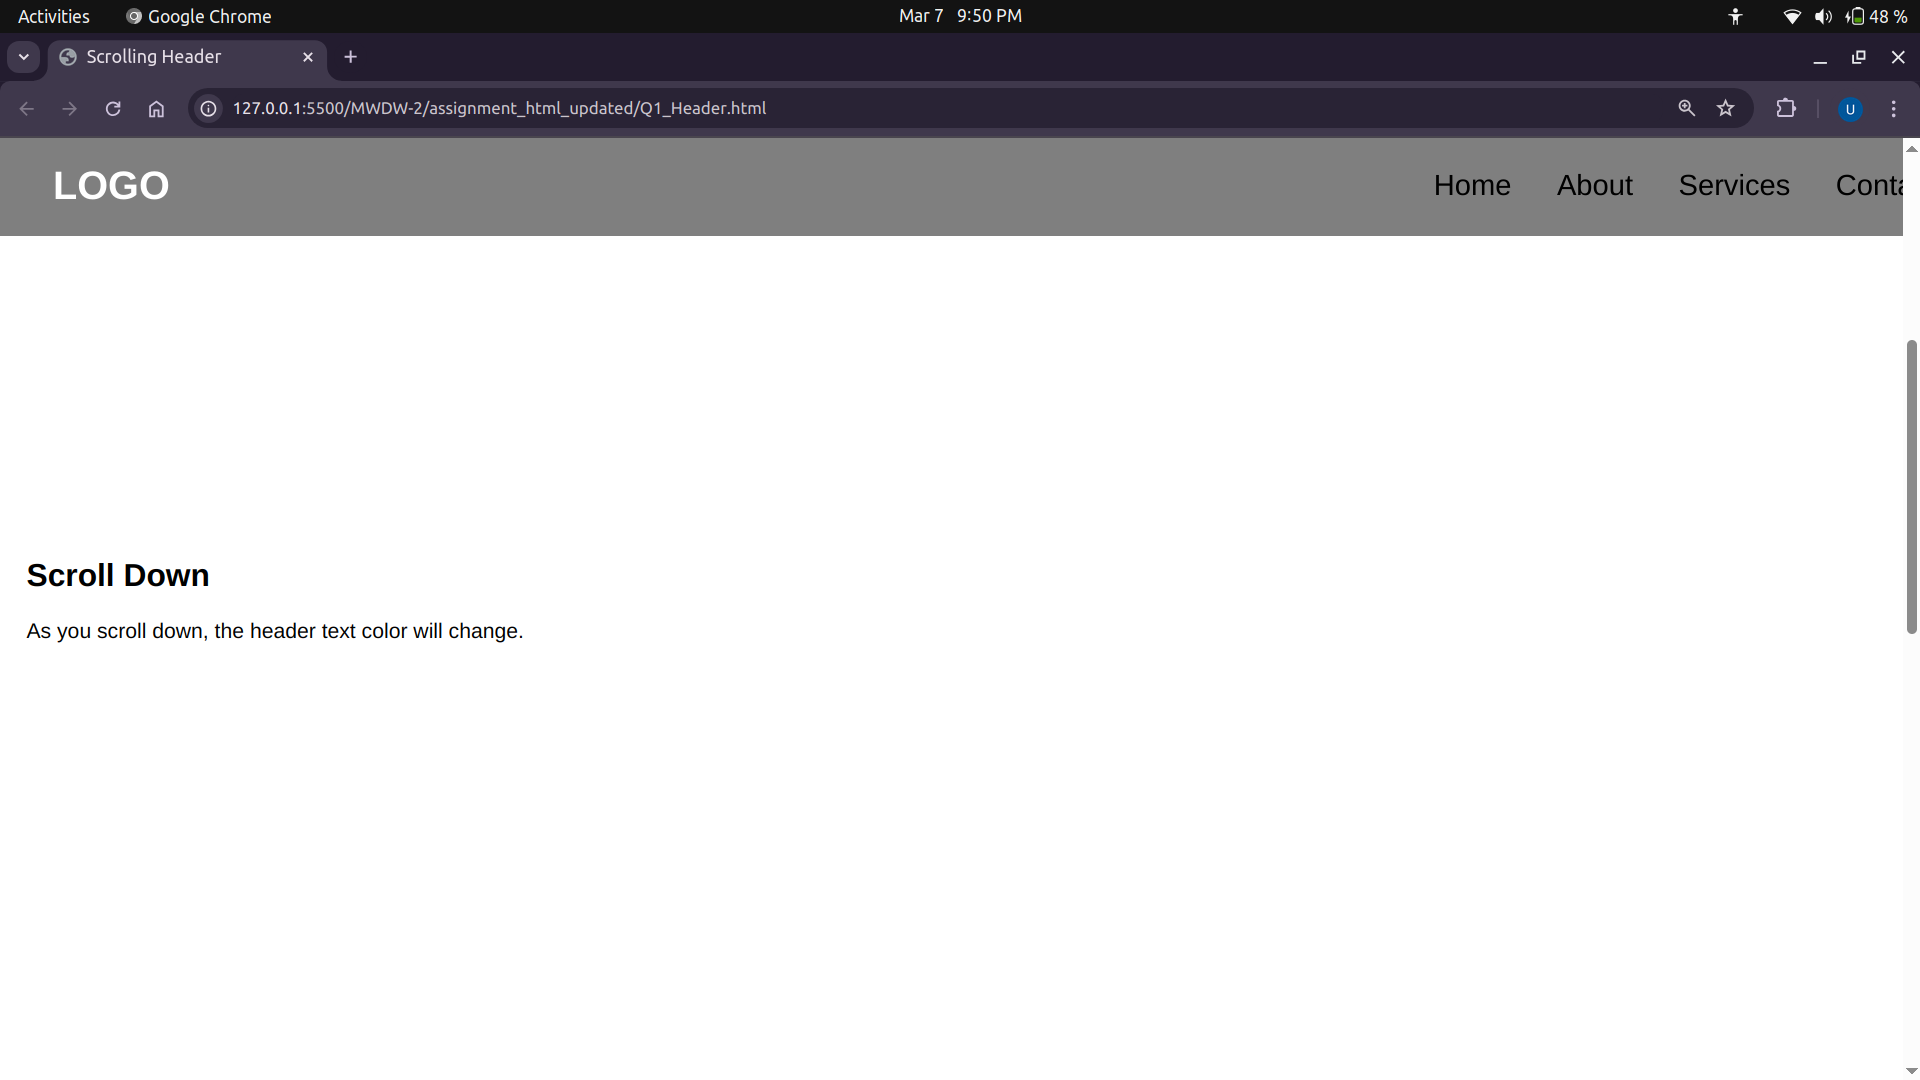 Activities
Google Chrome
Mar 7 9:50 PM
48 %
Scrolling Header
127.0.0.1:5500/MWDW-2/assignment_html_updated/Q1_Header.html
U
LOGO
Home
About
Services
Conta
Scroll Down
As you scroll down, the header text color will change.